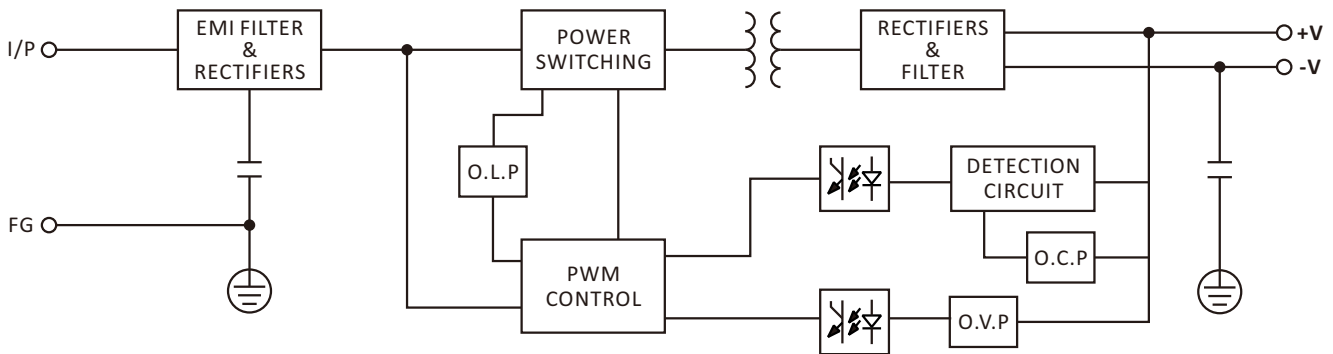 I/P
EMI FILTER
&
RECTIFIERS
POWER
SWITCHING
RECTIFIERS
&
FILTER
+V
-V
O.L.P
DETECTION
CIRCUIT
FG
O.C.P
PWM
CONTROL
O.V.P